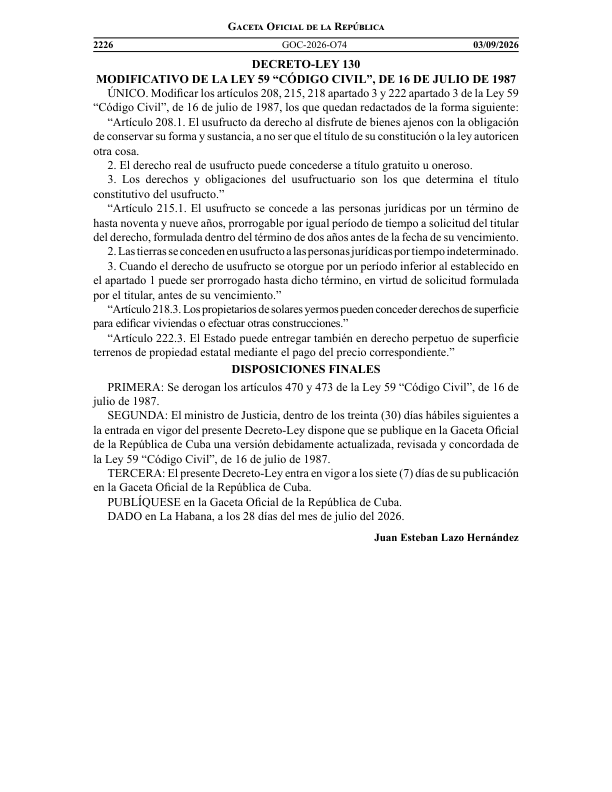 GACETA OFICIAL DE LA REPÚBLICA
2226 GOC-2026-O74 03/09/2026
DECRETO-LEY 130
MODIFICATIVO DE LA LEY 59 “CÓDIGO CIVIL”, DE 16 DE JULIO DE 1987
ÚNICO. Modificar los artículos 208, 215, 218 apartado 3 y 222 apartado 3 de la Ley 59
“Código Civil”, de 16 de julio de 1987, los que quedan redactados de la forma siguiente:
“Artículo 208.1. El usufructo da derecho al disfrute de bienes ajenos con la obligación
de conservar su forma y sustancia, a no ser que el título de su constitución o la ley autoricen
otra cosa.
2. El derecho real de usufructo puede concederse a título gratuito u oneroso.
3. Los derechos y obligaciones del usufructuario son los que determina el título
constitutivo del usufructo.”
“Artículo 215.1. El usufructo se concede a las personas jurídicas por un término de
hasta noventa y nueve años, prorrogable por igual período de tiempo a solicitud del titular
del derecho, formulada dentro del término de dos años antes de la fecha de su vencimiento.
2. Las tierras se conceden en usufructo a las personas jurídicas por tiempo indeterminado.
3. Cuando el derecho de usufructo se otorgue por un período inferior al establecido en
el apartado 1 puede ser prorrogado hasta dicho término, en virtud de solicitud formulada
por el titular, antes de su vencimiento.”
“Artículo 218.3. Los propietarios de solares yermos pueden conceder derechos de superficie
para edificar viviendas o efectuar otras construcciones.”
“Artículo 222.3. El Estado puede entregar también en derecho perpetuo de superficie
terrenos de propiedad estatal mediante el pago del precio correspondiente.”
DISPOSICIONES FINALES
PRIMERA: Se derogan los artículos 470 y 473 de la Ley 59 “Código Civil”, de 16 de
julio de 1987.
SEGUNDA: El ministro de Justicia, dentro de los treinta (30) días hábiles siguientes a
la entrada en vigor del presente Decreto-Ley dispone que se publique en la Gaceta Oficial
de la República de Cuba una versión debidamente actualizada, revisada y concordada de
la Ley 59 “Código Civil”, de 16 de julio de 1987.
TERCERA: El presente Decreto-Ley entra en vigor a los siete (7) días de su publicación
en la Gaceta Oficial de la República de Cuba.
PUBLÍQUESE en la Gaceta Oficial de la República de Cuba.
DADO en La Habana, a los 28 días del mes de julio del 2026.
Juan Esteban Lazo Hernández